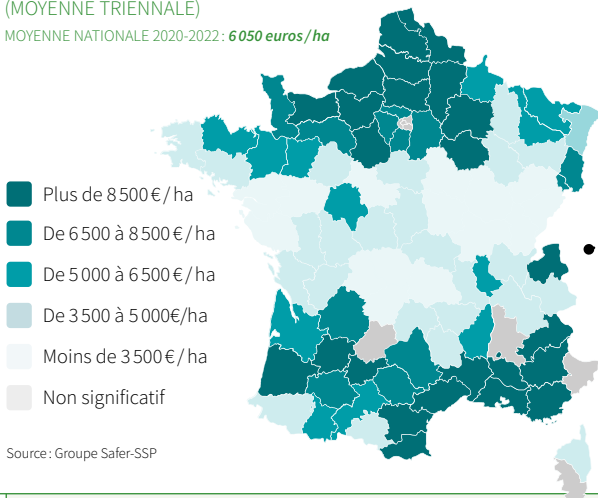 (MOYENNE TRIENNALE)
MOYENNE NATIONALE 2020-2022 : 6 050 euros / ha
Plus de 8 500 € / ha
De 6 500 à 8 500 € / ha
De 5 000 à 6 500 € / ha
De 3 500 à 5 000€/ha
Moins de 3 500 € / ha
Non significatif
Source : Groupe Safer-SSP